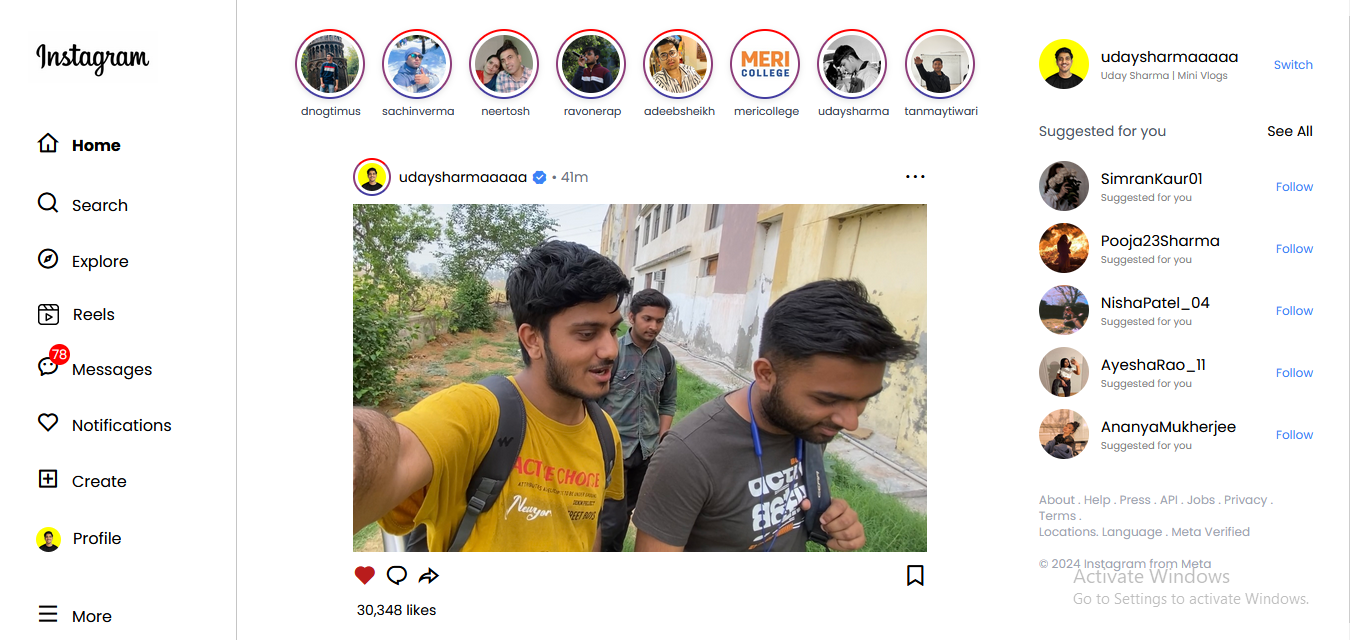 Instagram
Home
Search
Explore
Reels
78
Messages
Notifications
Create
Profile
More
MERI
COLLEGE
dnogtimus
sachinverma
neertosh
ravonerap
adeebsheikh
mericollege
udaysharma
tanmaytiwari
udaysharmaaaaa • 41m
ACTIVE CHOICE
Newyor
STREET BOYS
30,348 likes
udaysharmaaaaa
Uday Sharma | Mini Vlogs
Switch
Suggested for you
See All
SimranKaur01
Suggested for you
Follow
Pooja23Sharma
Suggested for you
Follow
NishaPatel_04
Suggested for you
Follow
AyeshaRao_11
Suggested for you
Follow
AnanyaMukherjee
Suggested for you
Follow
About . Help . Press . API . Jobs . Privacy .
Terms .
Locations. Language . Meta Verified
© 2024 Instagram from Meta
Activate Windows
Go to Settings to activate Windows.